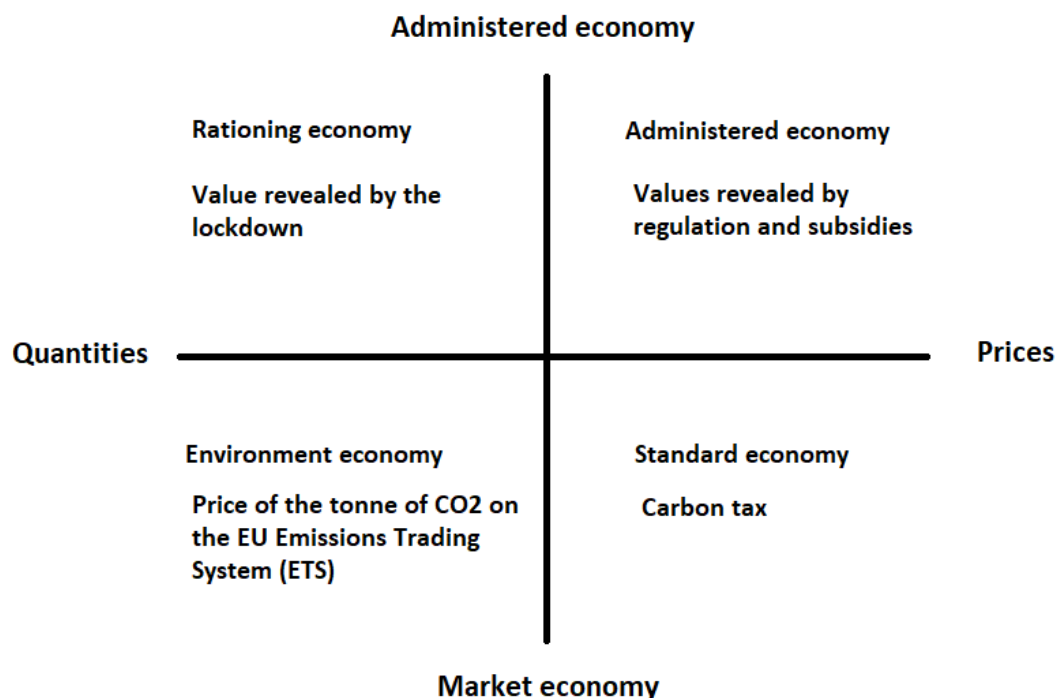 Administered economy
Rationing economy
Administered economy
Value revealed by the
lockdown
Values revealed by
regulation and subsidies
Quantities
Prices
Environment economy
Standard economy
Price of the tonne of CO2 on
the EU Emissions Trading
System (ETS)
Carbon tax
Market economy